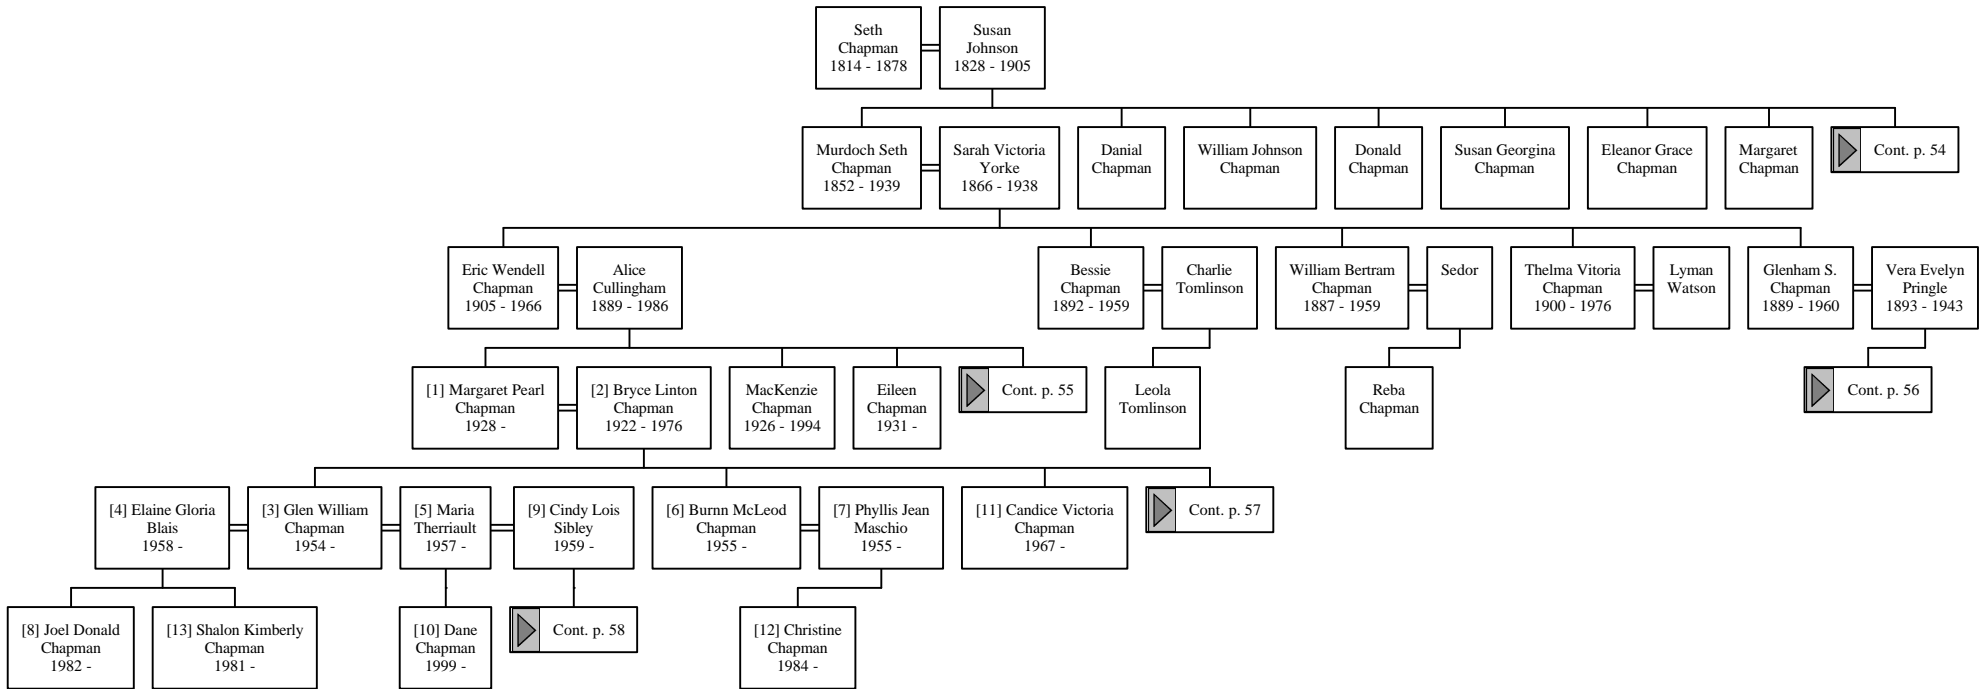 Seth
Chapman
1814 - 1878
Susan
Johnson
1828 - 1905
Murdoch Seth
Chapman
1852 - 1939
Sarah Victoria
Yorke
1866 - 1938
Danial
Chapman
William Johnson
Chapman
Donald
Chapman
Susan Georgina
Chapman
Eleanor Grace
Chapman
Margaret
Chapman
Cont. p. 54
Eric Wendell
Chapman
1905 - 1966
Alice
Cullingham
1889 - 1986
Bessie
Chapman
1892 - 1959
Charlie
Tomlinson
William Bertram
Chapman
1887 - 1959
Sedor
Thelma Vitoria
Chapman
1900 - 1976
Lyman
Watson
Glenham S.
Chapman
1889 - 1960
Vera Evelyn
Pringle
1893 - 1943
[1] Margaret Pearl
Chapman
1928 -
[2] Bryce Linton
Chapman
1922 - 1976
MacKenzie
Chapman
1926 - 1994
Eileen
Chapman
1931 -
Cont. p. 55
Leola
Tomlinson
Reba
Chapman
Cont. p. 56
[4] Elaine Gloria
Blais
1958 -
[3] Glen William
Chapman
1954 -
[5] Maria
Therriault
1957 -
[9] Cindy Lois
Sibley
1959 -
[6] Burnn McLeod
Chapman
1955 -
[7] Phyllis Jean
Maschio
1955 -
[11] Candice Victoria
Chapman
1967 -
Cont. p. 57
[8] Joel Donald
Chapman
1982 -
[13] Shalon Kimberly
Chapman
1981 -
[10] Dane
Chapman
1999 -
Cont. p. 58
[12] Christine
Chapman
1984 -